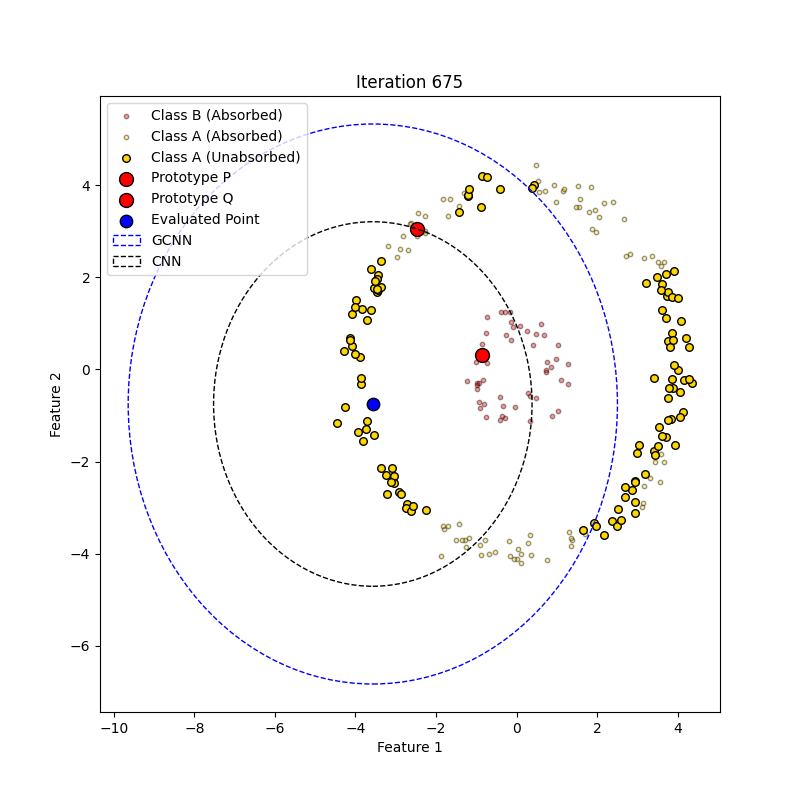 Iteration 675
Class B (Absorbed)
Class A (Absorbed)
Class A (Unabsorbed)
Prototype P
Prototype Q
Evaluated Point
GCNN
CNN
4
2
0
−2
−4
−6
Feature 2
−10
−8
−6
−4
−2
0
2
4
Feature 1